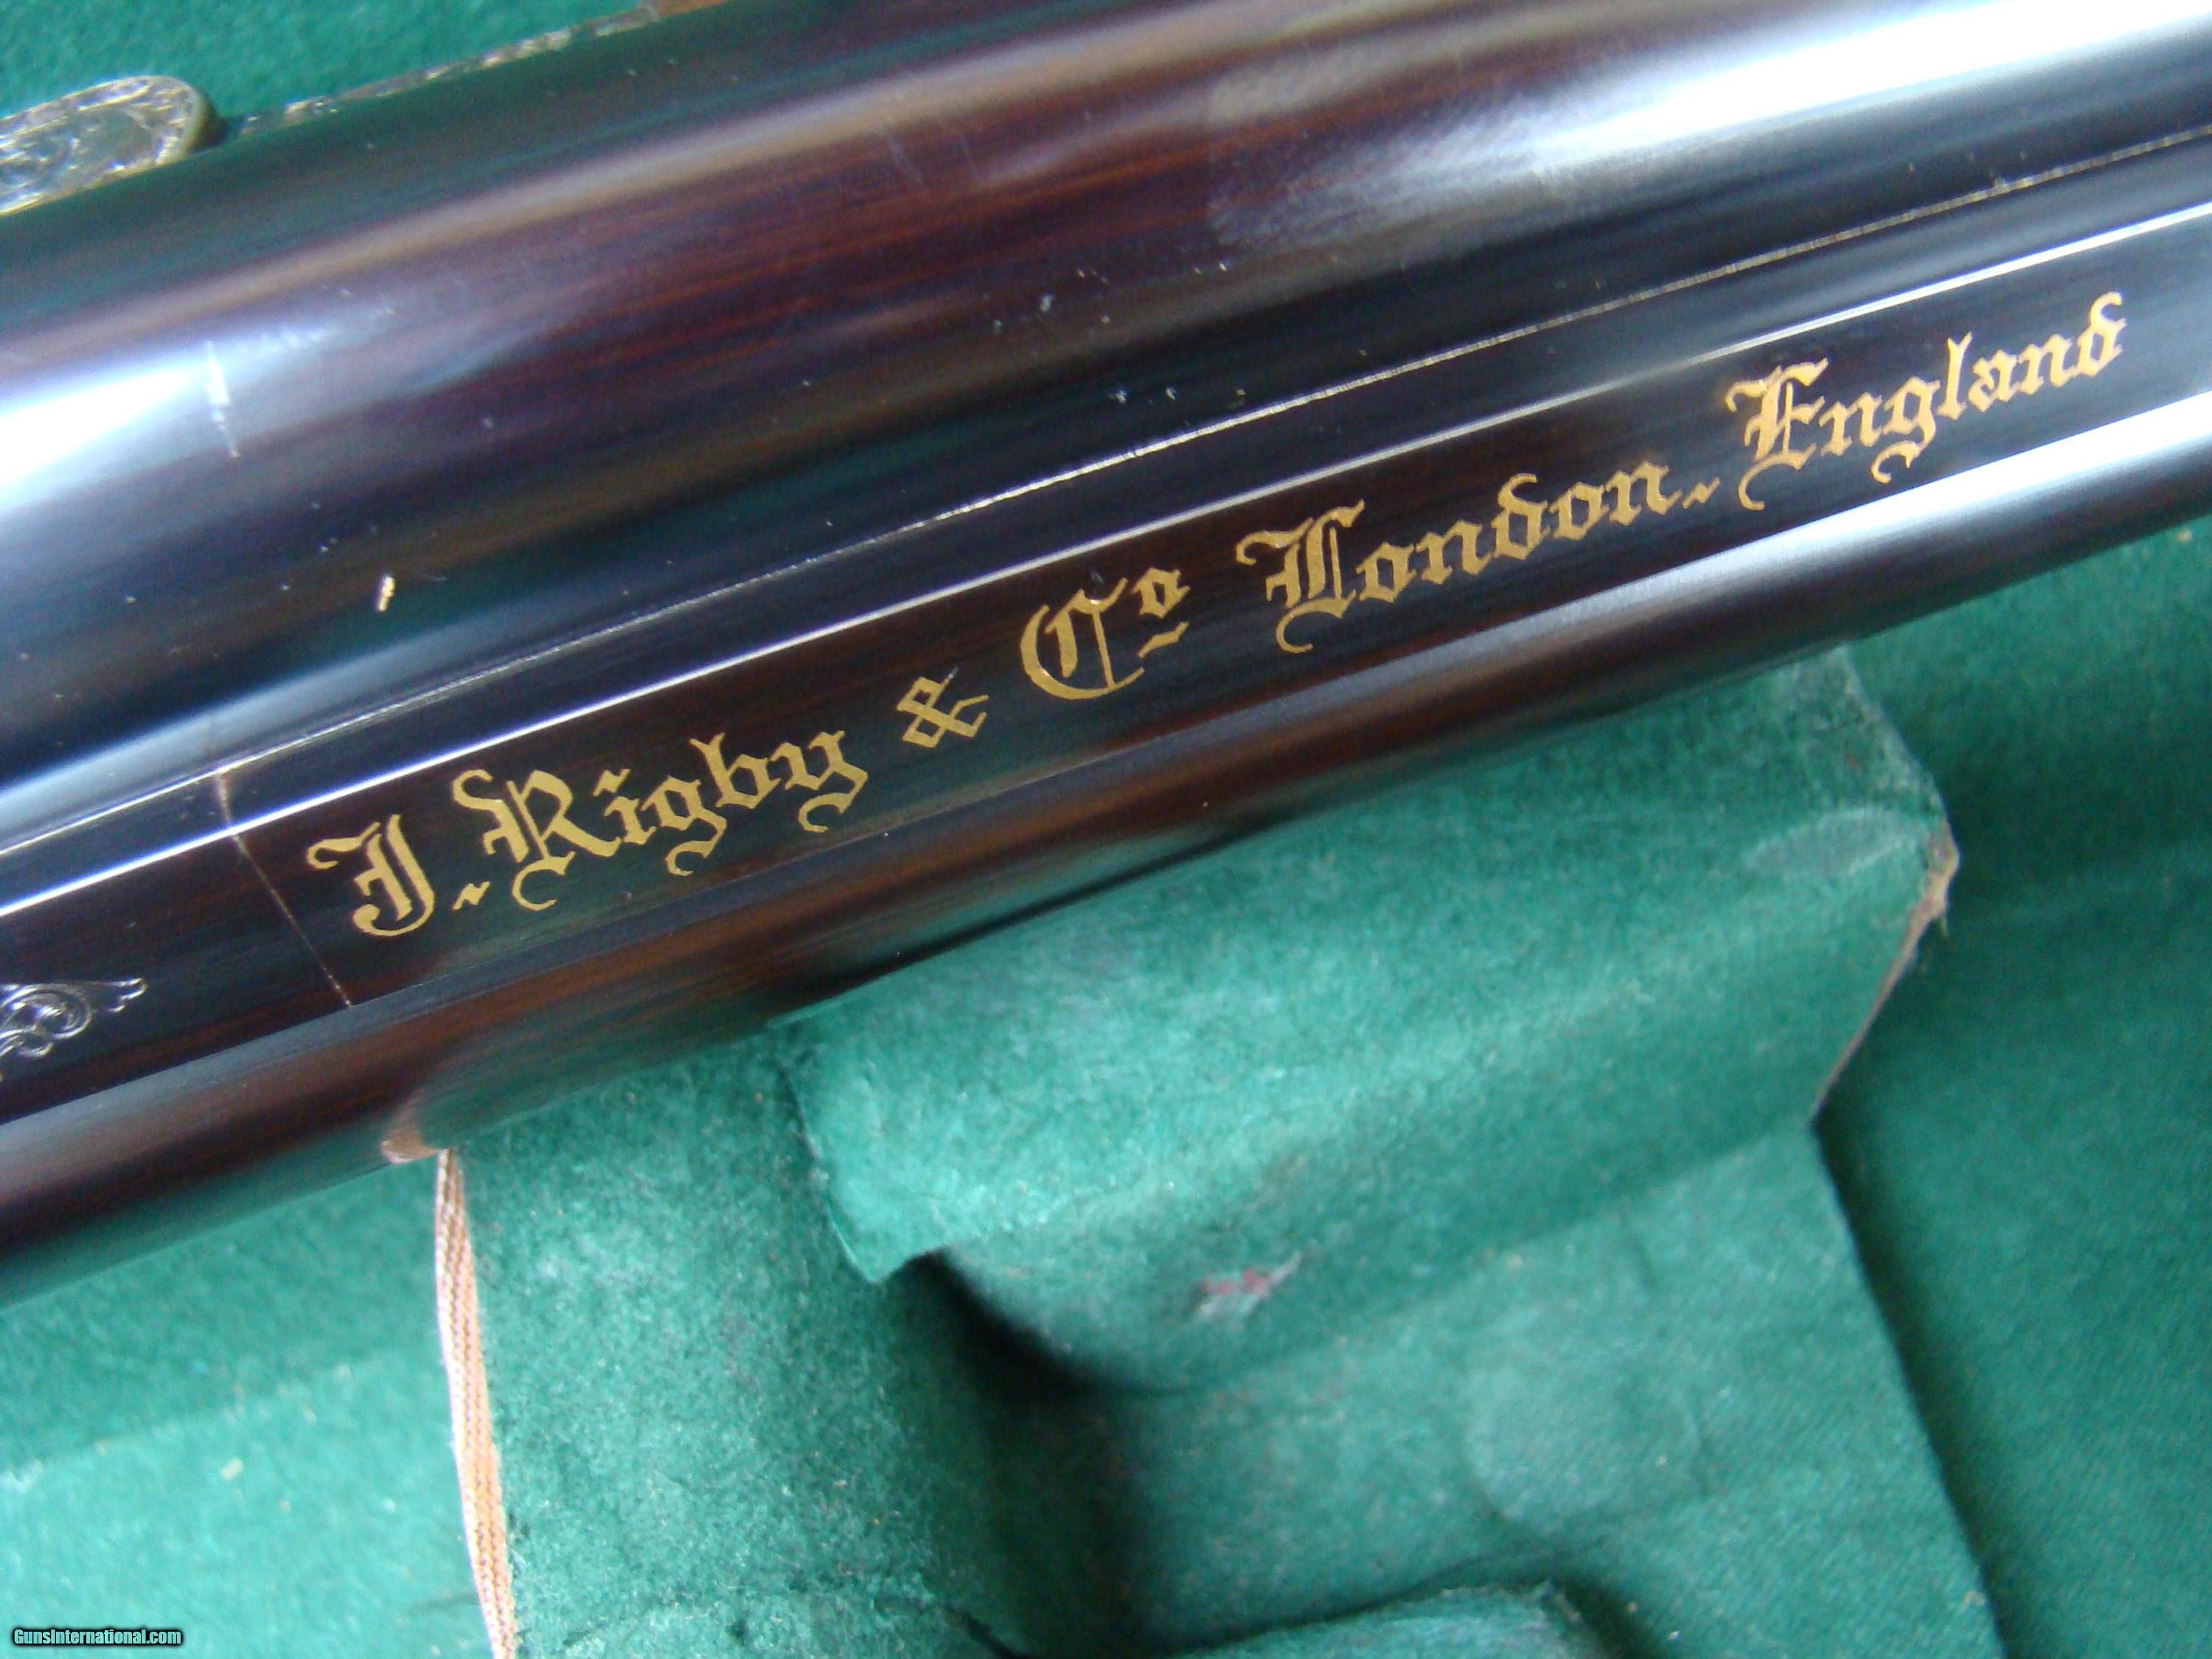 J. Rigby & Co London. England
GunsInternational.com